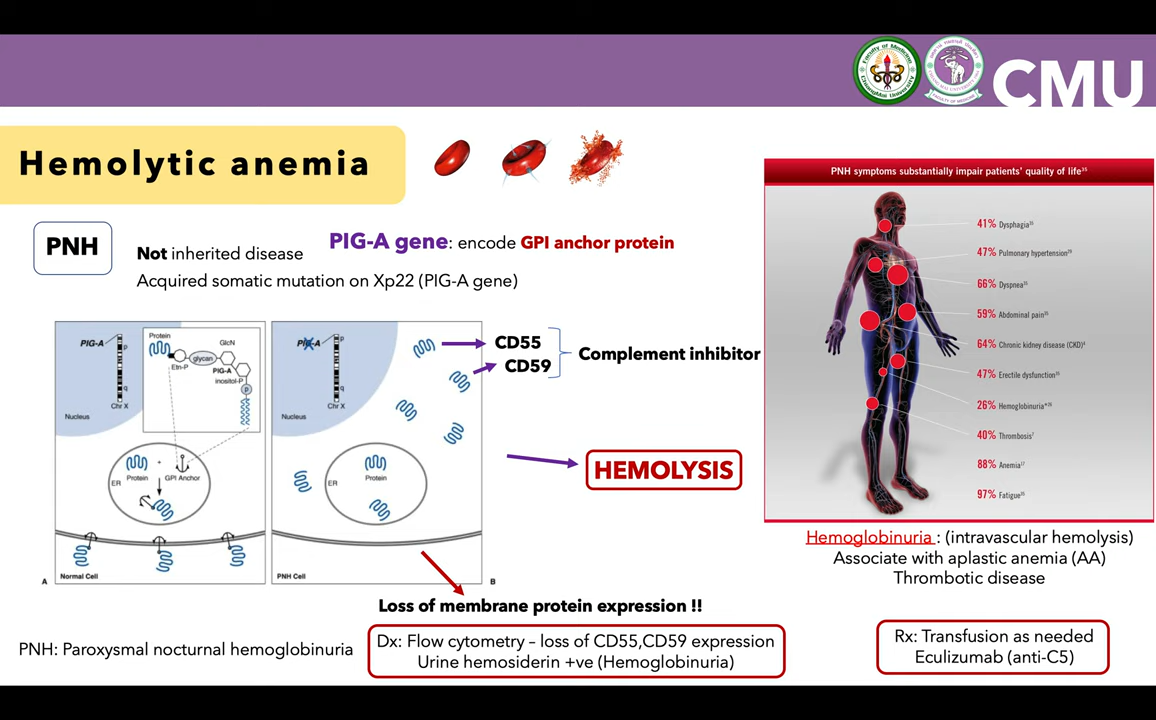 CMU
Hemolytic anemia
PNH
Not inherited disease
Acquired somatic mutation on Xp22 (PIG-A gene)
PIG-A gene: encode GPI anchor protein
PIG-A
p
q
Chr X
Nucleus
Protein
GlcN
glycan
Etn-P
PIG-A
inositol-P
p
ER
Protein
+
GPI Anchor
Normal Cell
A
PIG-A
p
q
Chr X
Nucleus
Protein
ER
PNH Cell
B
CD55
CD59
Complement inhibitor
HEMOLYSIS
Loss of membrane protein expression !!
PNH: Paroxysmal nocturnal hemoglobinuria
Dx: Flow cytometry – loss of CD55,CD59 expression
Urine hemosiderin +ve (Hemoglobinuria)
PNH symptoms substantially impair patients' quality of life
41% Dysphagia
47% Pulmonary hypertension
66% Dyspnea
59% Abdominal pain
64% Chronic kidney disease (CKD)
47% Erectile dysfunction
26% Hemoglobinuria*
40% Thrombosis
88% Anemia
97% Fatigue
Hemoglobinuria : (intravascular hemolysis)
Associate with aplastic anemia (AA)
Thrombotic disease
Rx: Transfusion as needed
Eculizumab (anti-C5)